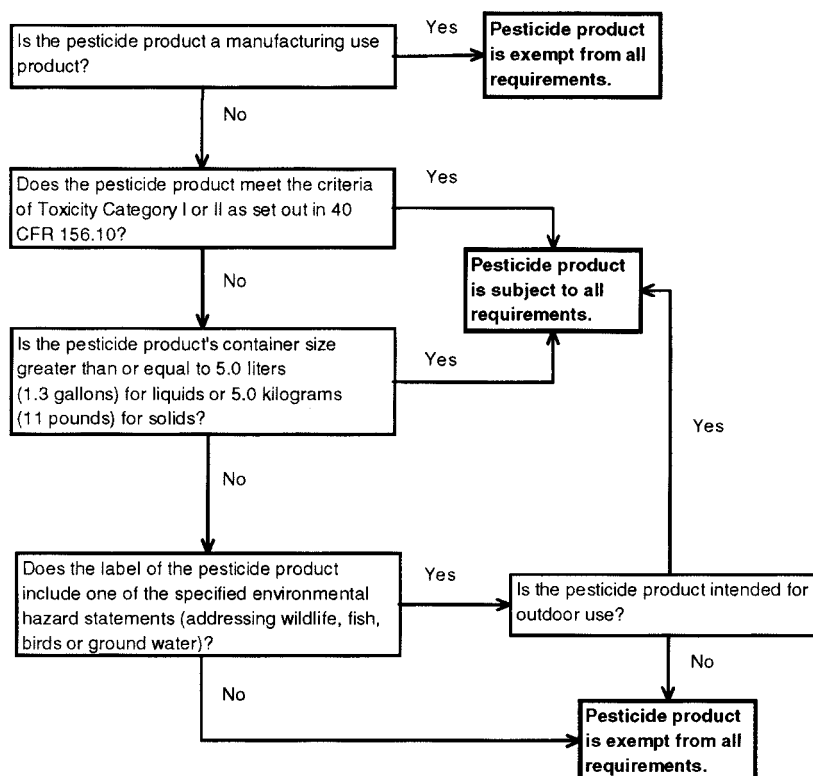 Is the pesticide product a manufacturing use
product?
Yes
Pesticide product
is exempt from all
requirements.
No
Does the pesticide product meet the criteria
of Toxicity Category I or II as set out in 40
CFR 156.10?
Yes
Pesticide product
is subject to all
requirements.
No
Is the pesticide product's container size
greater than or equal to 5.0 liters
(1.3 gallons) for liquids or 5.0 kilograms
(11 pounds) for solids?
Yes
Yes
No
Does the label of the pesticide product
include one of the specified environmental
hazard statements (addressing wildlife, fish,
birds or ground water)?
Yes
Is the pesticide product intended for
outdoor use?
No
No
Pesticide product
is exempt from all
requirements.